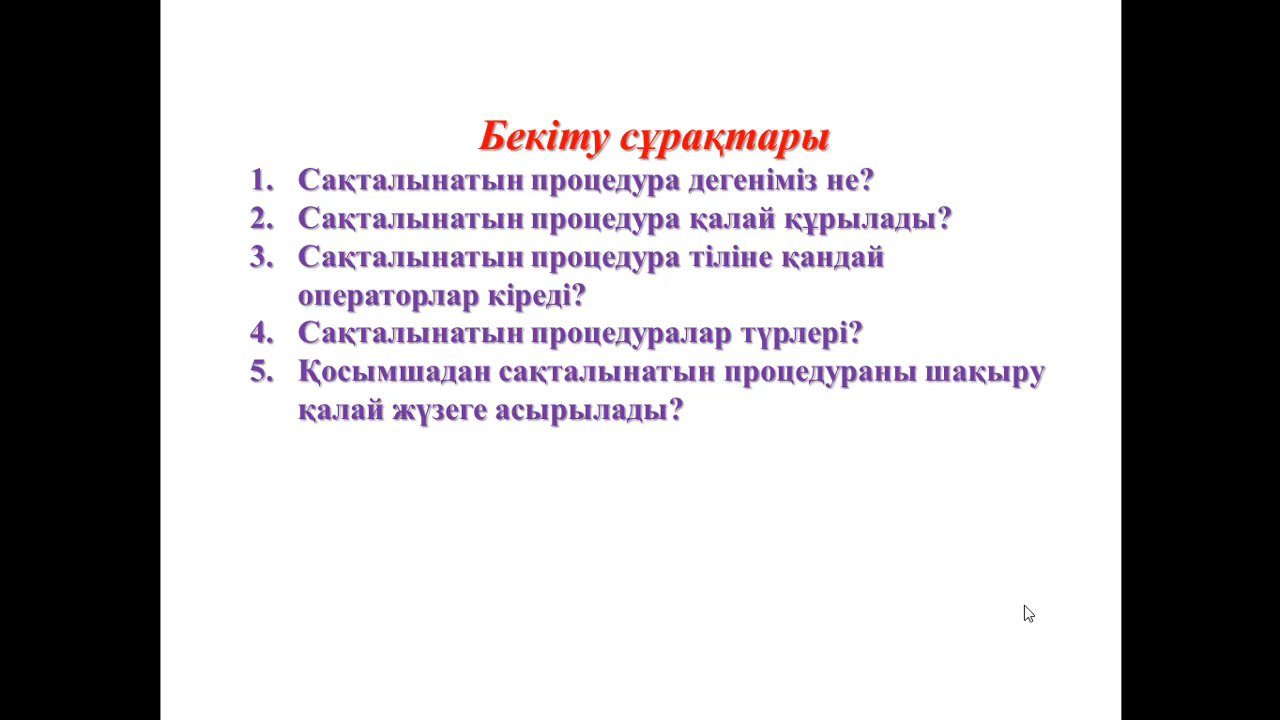 Бекіту сұрақтары
1. Сақталынатын процедура дегеніміз не?
2. Сақталынатын процедура қалай құрылады?
3. Сақталынатын процедура тіліне қандай
операторлар кіреді?
4. Сақталынатын процедуралар түрлері?
5. Қосымшадан сақталынатын процедураны шақыру
қалай жүзеге асырылады?